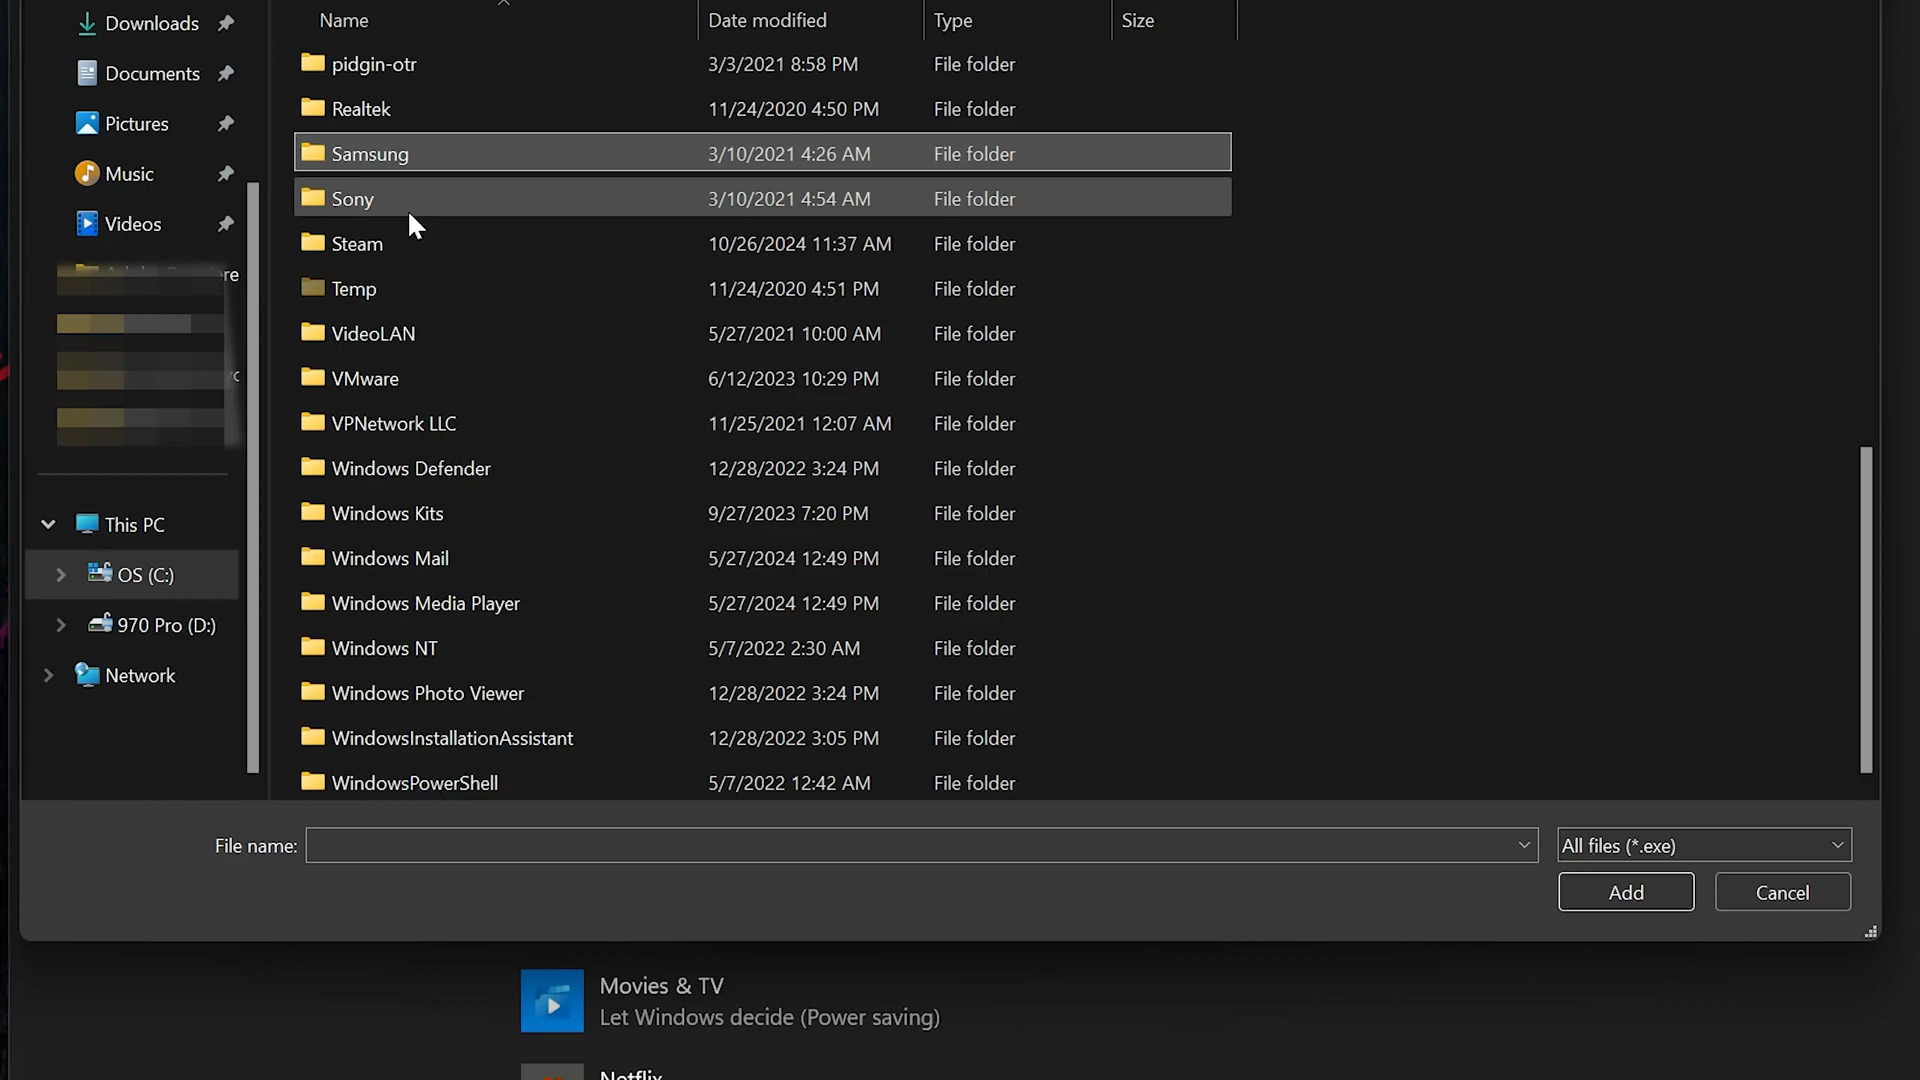 Downloads
Documents
Pictures
Music
Videos
re
This PC
OS (C:)
970 Pro (D:)
Network
Name Date modified Type Size
pidgin-otr 3/3/2021 8:58 PM File folder
Realtek 11/24/2020 4:50 PM File folder
Samsung 3/10/2021 4:26 AM File folder
Sony 3/10/2021 4:54 AM File folder
Steam 10/26/2024 11:37 AM File folder
Temp 11/24/2020 4:51 PM File folder
VideoLAN 5/27/2021 10:00 AM File folder
VMware 6/12/2023 10:29 PM File folder
VPNetwork LLC 11/25/2021 12:07 AM File folder
Windows Defender 12/28/2022 3:24 PM File folder
Windows Kits 9/27/2023 7:20 PM File folder
Windows Mail 5/27/2024 12:49 PM File folder
Windows Media Player 5/27/2024 12:49 PM File folder
Windows NT 5/7/2022 2:30 AM File folder
Windows Photo Viewer 12/28/2022 3:24 PM File folder
WindowsInstallationAssistant 12/28/2022 3:05 PM File folder
WindowsPowerShell 5/7/2022 12:42 AM File folder
File name: All files (*.exe)
Add Cancel
Movies & TV
Let Windows decide (Power saving)
Netflix